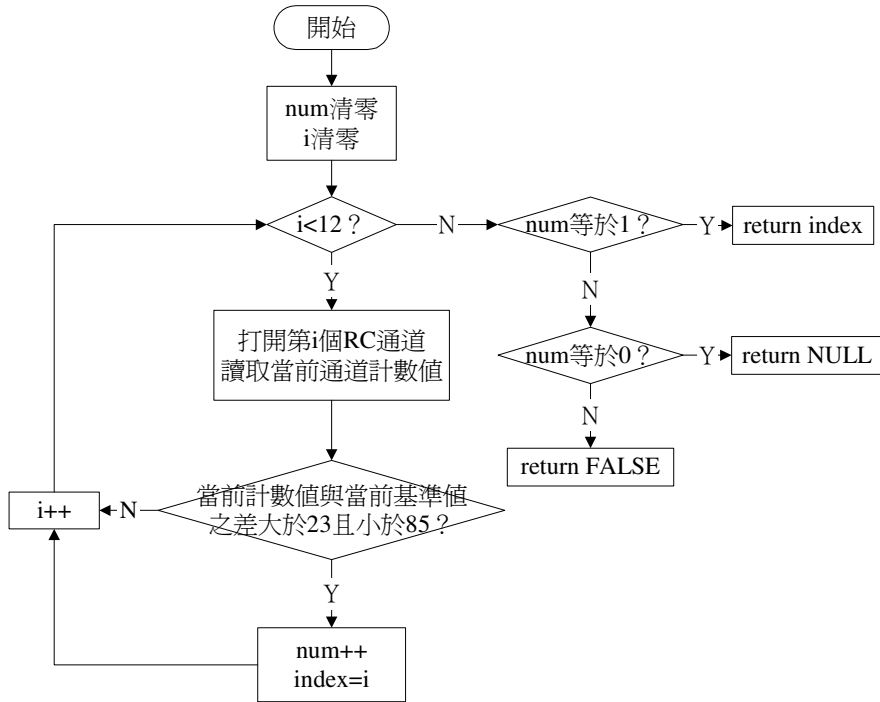 開始
num清零
i清零
i<12？
N
num等於1？
Y
return index
Y
N
打開第i個RC通道
讀取當前通道計數值
num等於0？
Y
return NULL
N
return FALSE
i++
N
當前計數值與當前基準值
之差大於23且小於85？
Y
num++
index=i